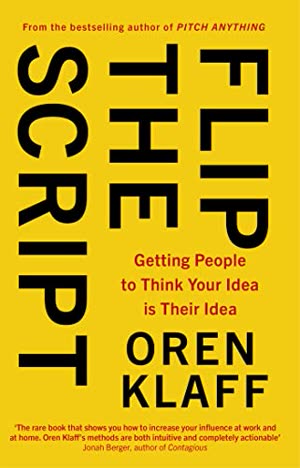 From the bestselling author of PITCH ANYTHING
FLIP
THE
SCRIPT
Getting People
to Think Your Idea
is Their Idea
OREN
KLAFF
'The rare book that shows you how to increase your influence at work and
at home. Oren Klaff's methods are both intuitive and completely actionable'
Jonah Berger, author of Contagious